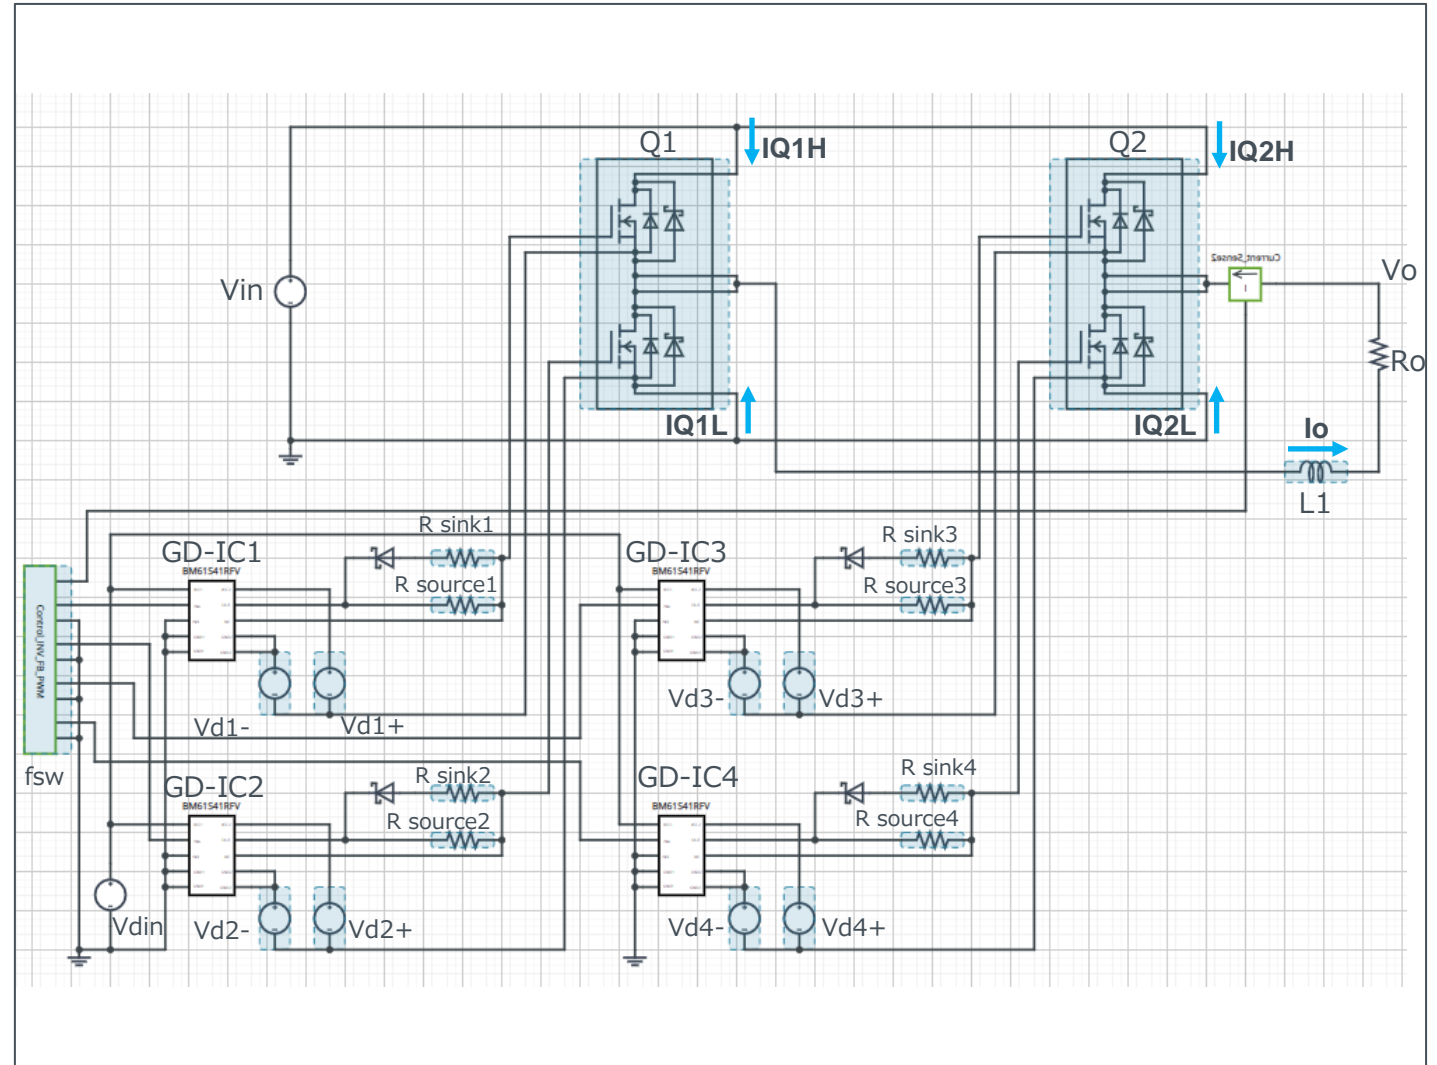 Q1
IQ1H
Q2
IQ2H
Vin
Current_Sense2
Vo
Ro
IQ1L
IQ2L
Io
L1
R sink1
R sink3
GD-IC1
GD-IC3
BM61S41RFV
BM61S41RFV
R source1
R source3
Control_INV_FB_PWM
Vd1-
Vd1+
Vd3-
Vd3+
fsw
R sink2
R sink4
GD-IC2
GD-IC4
BM61S41RFV
BM61S41RFV
R source2
R source4
Vdin
Vd2-
Vd2+
Vd4-
Vd4+